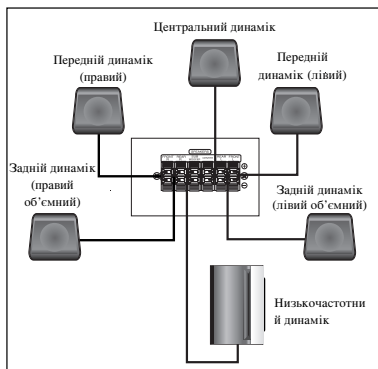 Центральний динамік
Передній динамік
(правий)
Передній
динамік (лівий)
SPEAKERS
Задній динамік
(правий
об’ємний)
Задній динамік
(лівий об’ємний)
Низькочастотни
й динамік